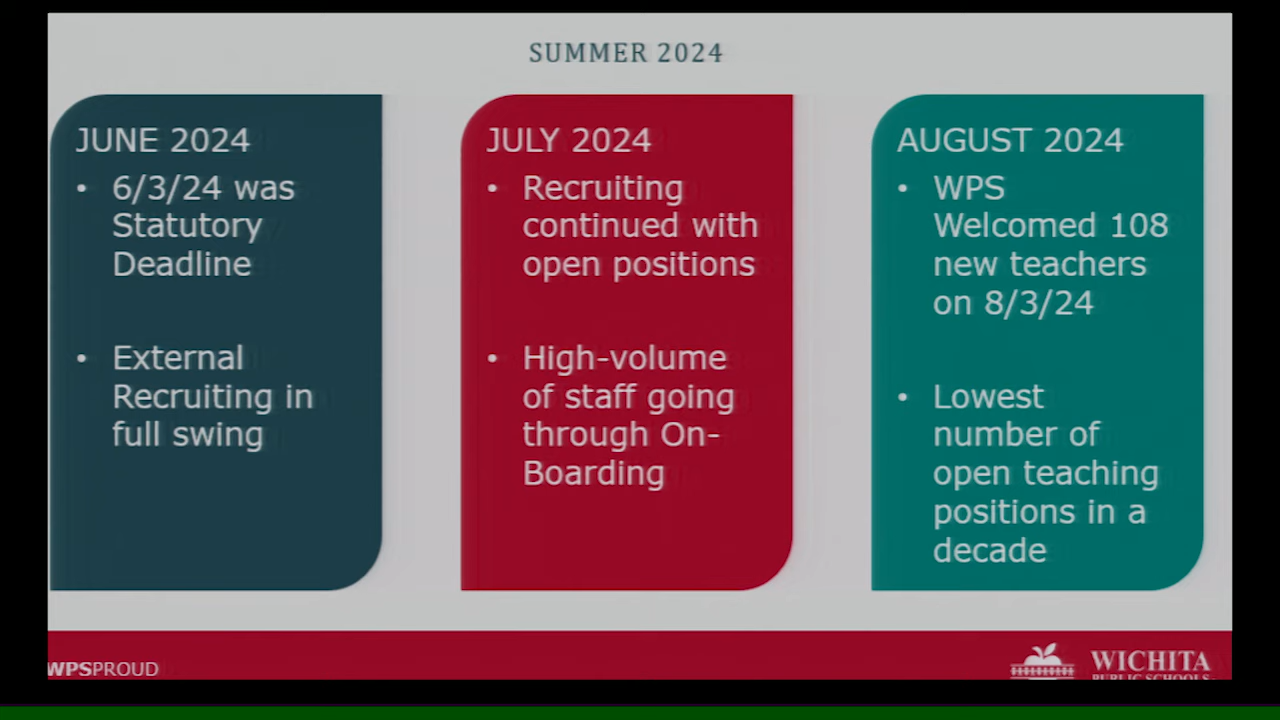 SUMMER 2024
JUNE 2024
• 6/3/24 was
Statutory
Deadline
• External
Recruiting in
full swing
JULY 2024
• Recruiting
continued with
open positions
• High-volume
of staff going
through On-
Boarding
AUGUST 2024
• WPS
Welcomed 108
new teachers
on 8/3/24
• Lowest
number of
open teaching
positions in a
decade
WPSPROUD
WICHITA
PUBLIC SCHOOLS